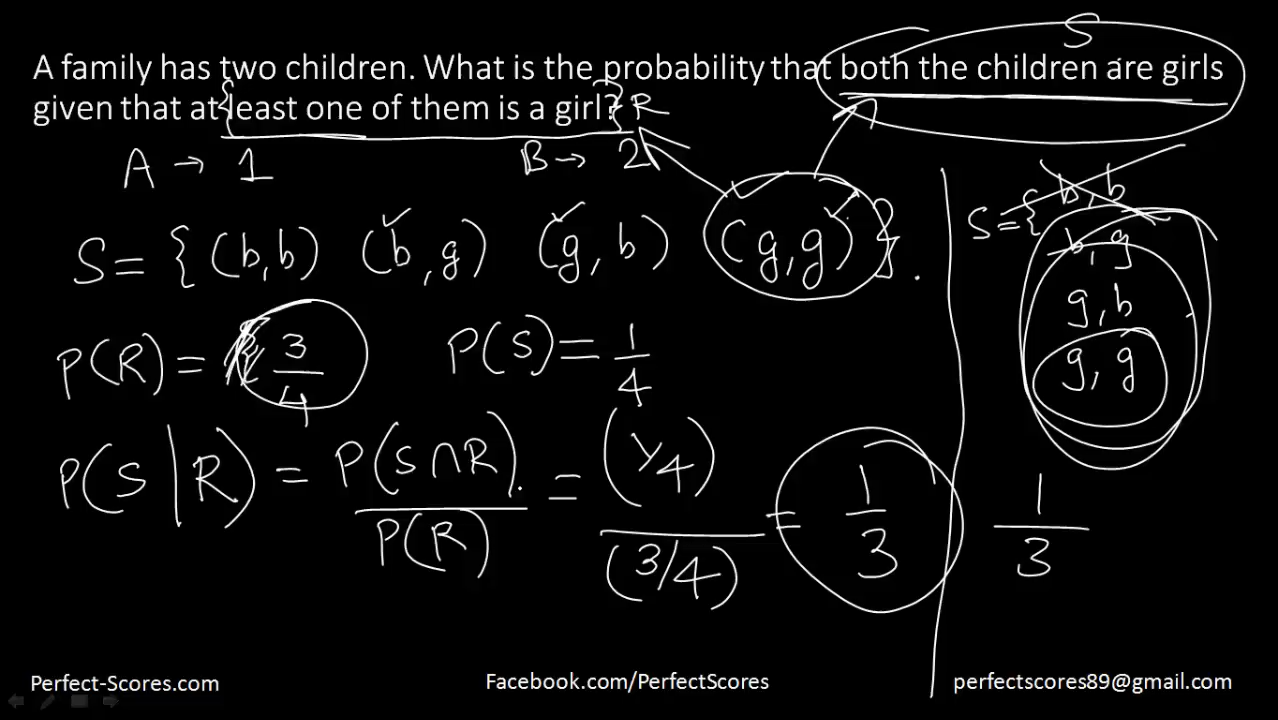 S
A family has two children. What is the probability that both the children are girls
given that at least one of them is a girl? R
A → 1 B → 2
S = { (b,b) (b,g) (g,b) (g,g) }.
P(R) = 3/4 P(S) = 1/4
P(S|R) = P(S∩R)/P(R) = (1/4)/(3/4) = 1/3
S = { b,b
b,g
g,b
g,g
1/3
Perfect-Scores.com Facebook.com/PerfectScores perfectscores89@gmail.com